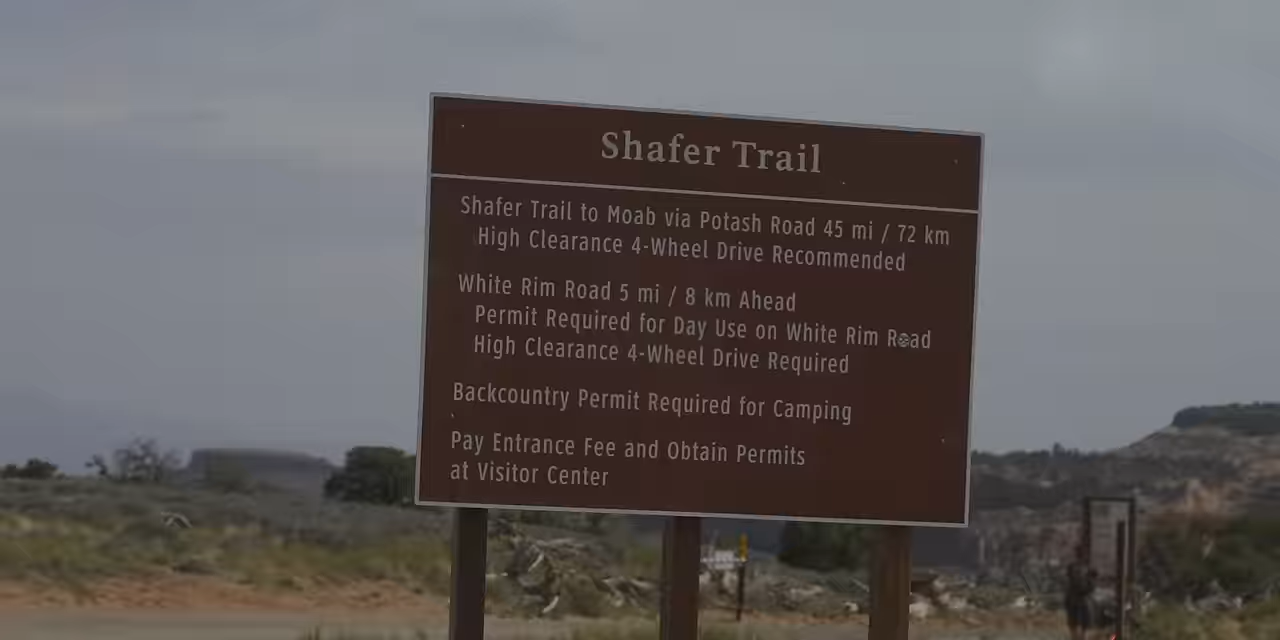 Shafer Trail
Shafer Trail to Moab via Potash Road 45 mi / 72 km
High Clearance 4-Wheel Drive Recommended
White Rim Road 5 mi / 8 km Ahead
Permit Required for Day Use on White Rim Road
High Clearance 4-Wheel Drive Required
Backcountry Permit Required for Camping
Pay Entrance Fee and Obtain Permits
at Visitor Center